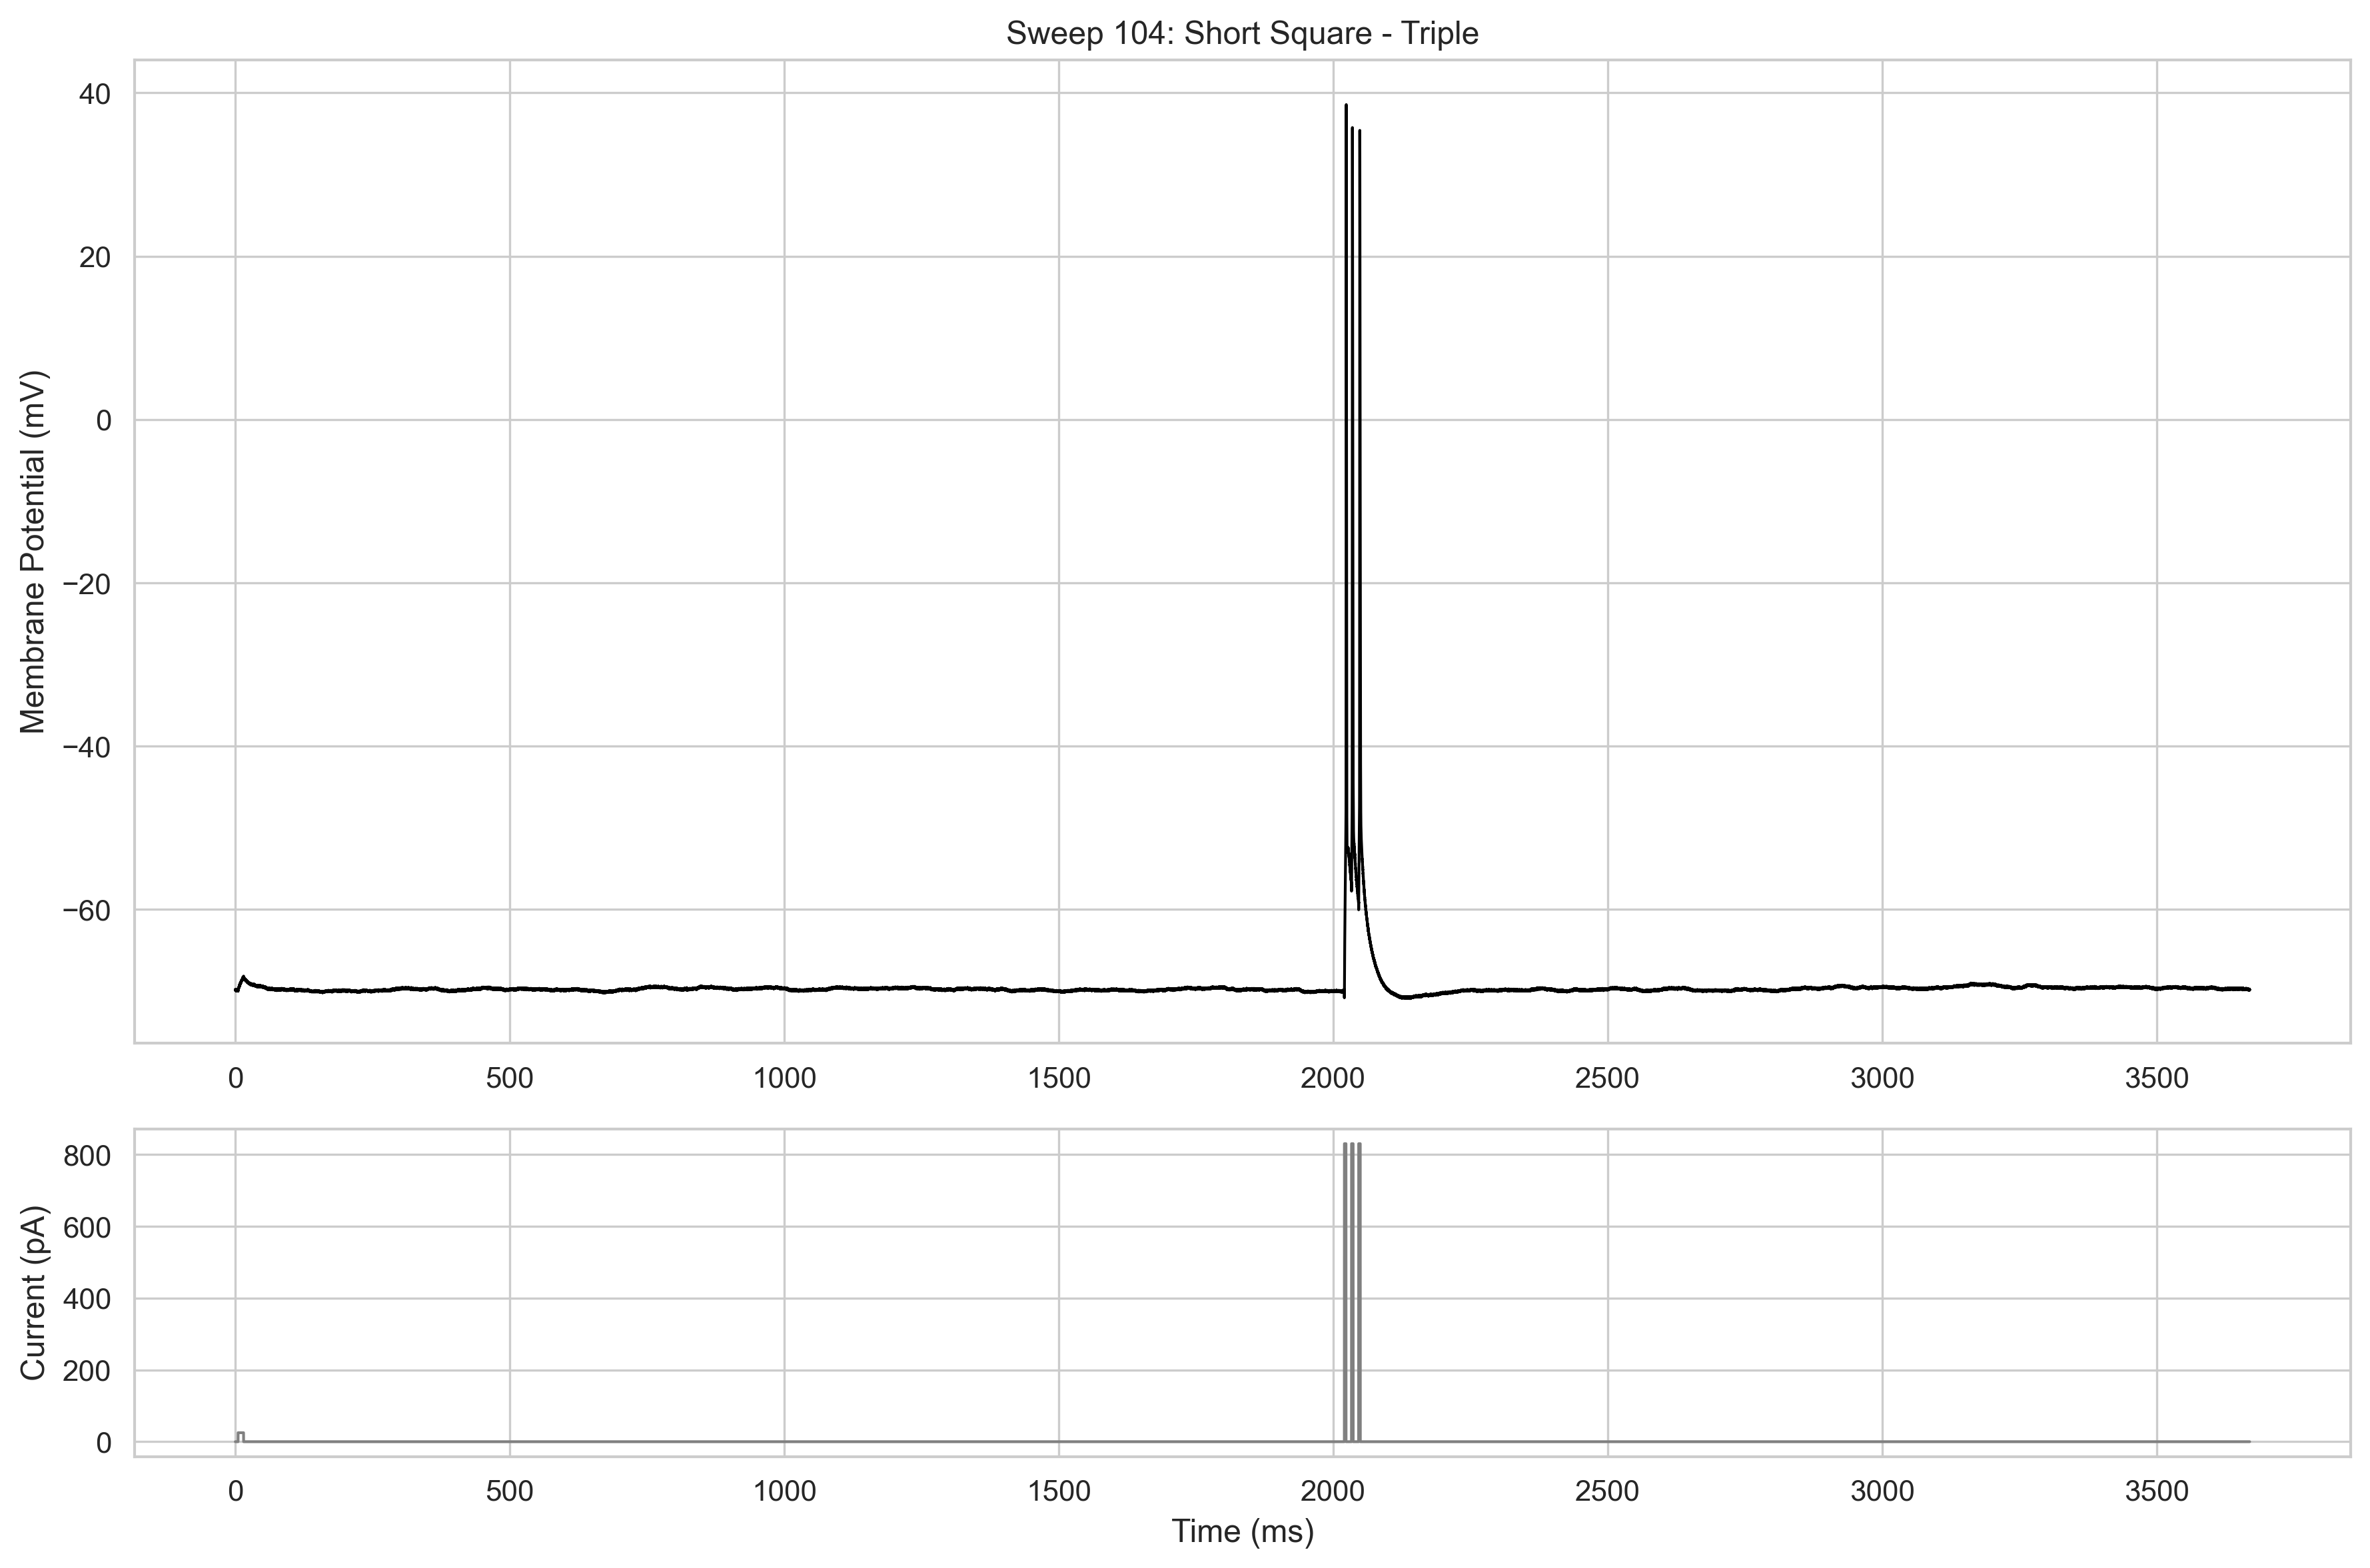 Sweep 104: Short Square - Triple
Membrane Potential (mV)
40
20
0
−20
−40
−60
0 500 1000 1500 2000 2500 3000 3500
Current (pA)
800
600
400
200
0
0 500 1000 1500 2000 2500 3000 3500
Time (ms)